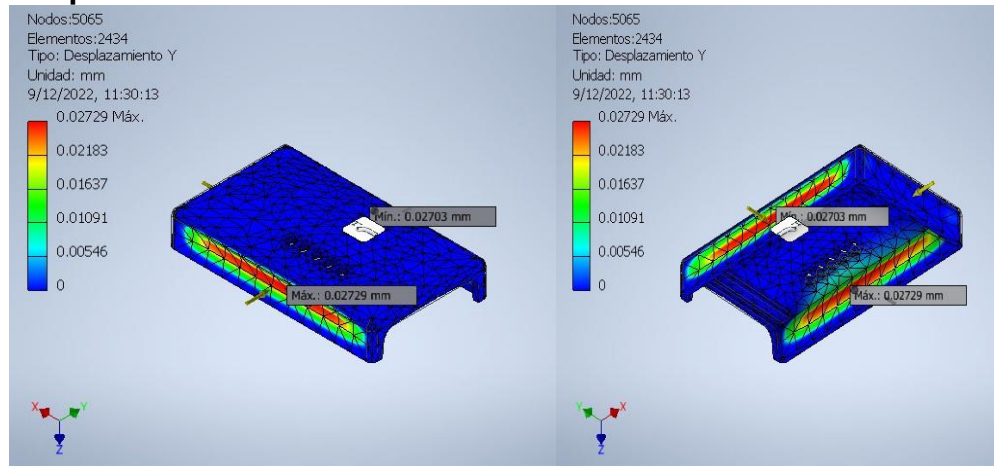 Nodos:5065
Elementos:2434
Tipo: Desplazamiento Y
Unidad: mm
9/12/2022, 11:30:13
0.02729 Máx.
0.02183
0.01637
0.01091
0.00546
0
Mín.: 0.02703 mm
Máx.: 0.02729 mm
X
Y
Z
Nodos:5065
Elementos:2434
Tipo: Desplazamiento Y
Unidad: mm
9/12/2022, 11:30:13
0.02729 Máx.
0.02183
0.01637
0.01091
0.00546
0
Mín.: 0.02703 mm
Máx.: 0.02729 mm
Y
X
Z